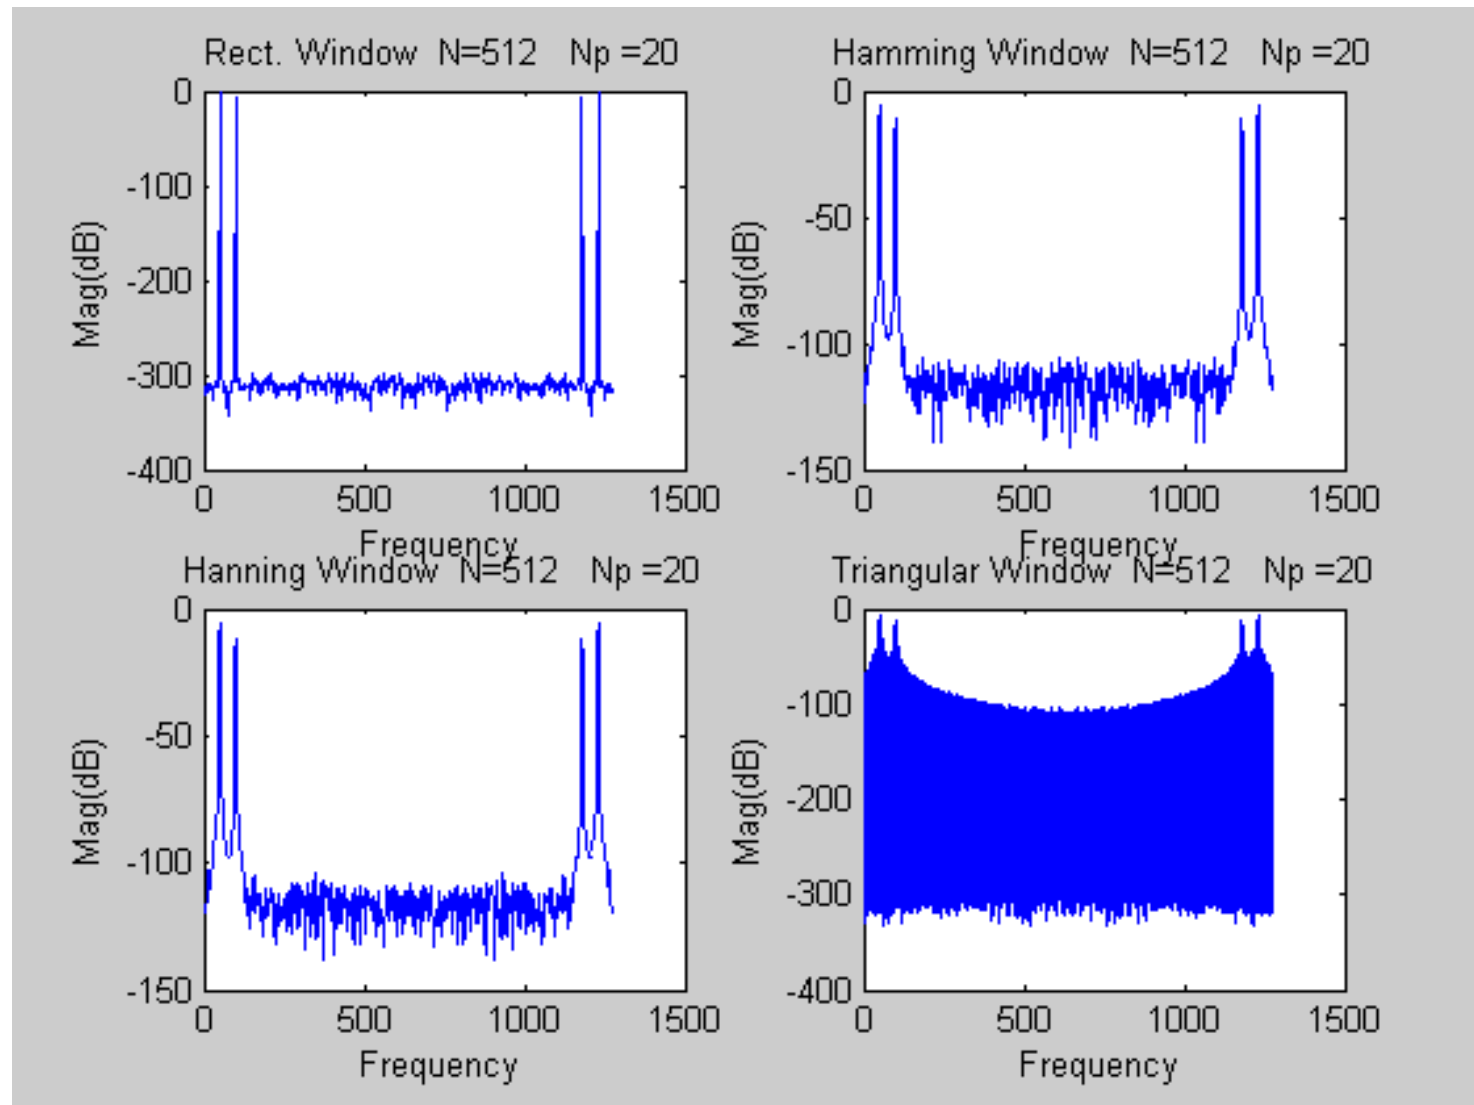 Rect. Window N=512 Np =20
0
-100
-200
-300
-400
Mag(dB)
0 500 1000 1500
Frequency
Hamming Window N=512 Np =20
0
-50
-100
-150
Mag(dB)
0 500 1000 1500
Frequency
Hanning Window N=512 Np =20
0
-50
-100
-150
Mag(dB)
0 500 1000 1500
Frequency
Triangular Window N=512 Np =20
0
-100
-200
-300
-400
Mag(dB)
0 500 1000 1500
Frequency